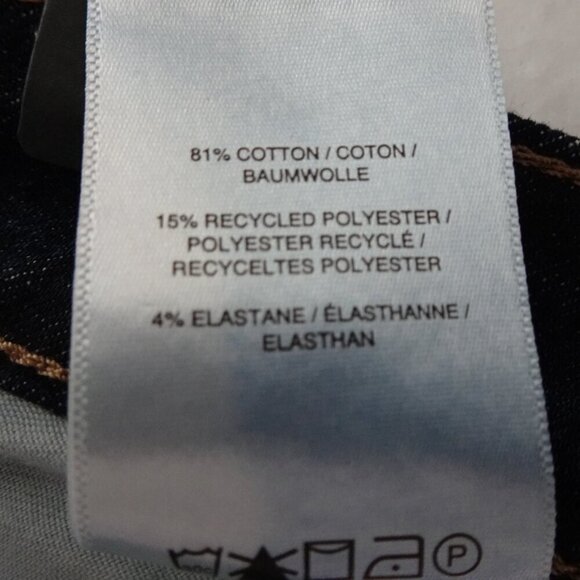 81% COTTON / COTON /
BAUMWOLLE
15% RECYCLED POLYESTER /
POLYESTER RECYCLÉ /
RECYCELTES POLYESTER
4% ELASTANE / ÉLASTHANNE /
ELASTHAN
P